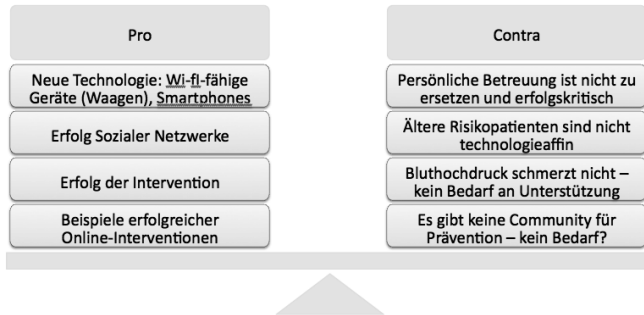 Pro
Neue Technologie: Wi-fI-fähige
Geräte (Waagen), Smartphones
Erfolg Sozialer Netzwerke
Erfolg der Intervention
Beispiele erfolgreicher
Online-Interventionen
Contra
Persönliche Betreuung ist nicht zu
ersetzen und erfolgskritisch
Ältere Risikopatienten sind nicht
technologieaffin
Bluthochdruck schmerzt nicht –
kein Bedarf an Unterstützung
Es gibt keine Community für
Prävention – kein Bedarf?